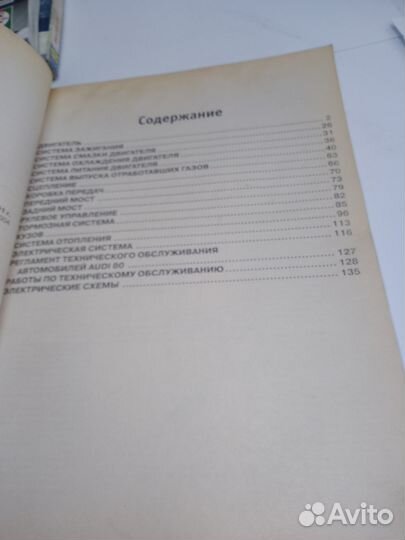 Содержание
ДВИГАТЕЛЬ 2
СИСТЕМА ЗАЖИГАНИЯ 26
СИСТЕМА СМАЗКИ ДВИГАТЕЛЯ 31
СИСТЕМА ОХЛАЖДЕНИЯ ДВИГАТЕЛЯ 36
СИСТЕМА ПИТАНИЯ ДВИГАТЕЛЯ 40
СИСТЕМА ВЫПУСКА ОТРАБОТАВШИХ ГАЗОВ 63
СЦЕПЛЕНИЕ 66
КОРОБКА ПЕРЕДАЧ 70
ПЕРЕДНИЙ МОСТ 73
ЗАДНИЙ МОСТ 79
РУЛЕВОЕ УПРАВЛЕНИЕ 82
ТОРМОЗНАЯ СИСТЕМА 85
КУЗОВ 96
СИСТЕМА ОТОПЛЕНИЯ 113
ЭЛЕКТРИЧЕСКАЯ СИСТЕМА 116
РЕГЛАМЕНТ ТЕХНИЧЕСКОГО ОБСЛУЖИВАНИЯ
АВТОМОБИЛЕЙ AUDI 80 127
РАБОТЫ ПО ТЕХНИЧЕСКОМУ ОБСЛУЖИВАНИЮ 128
ЭЛЕКТРИЧЕСКИЕ СХЕМЫ 135
Avito